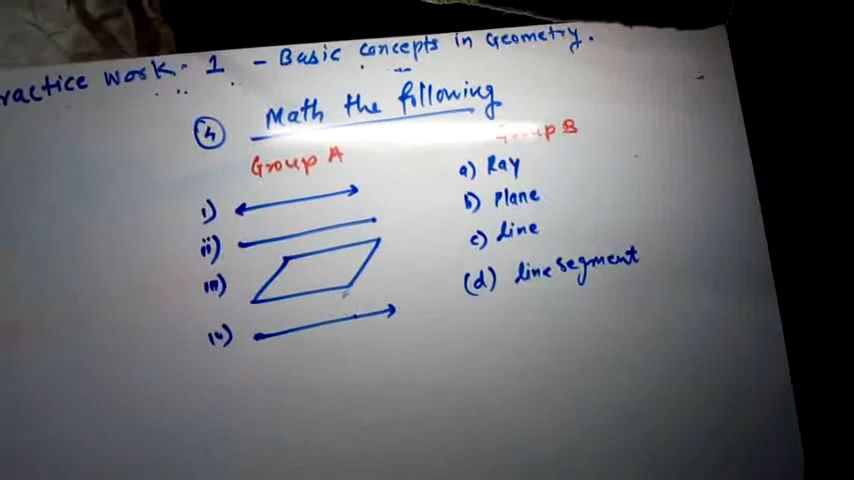 ractice work. 1 - Basic concepts in Geometry.
4 Math the following
Group A Group B
i) a) Ray
ii) b) Plane
iii) c) line
iv) (d) line segment